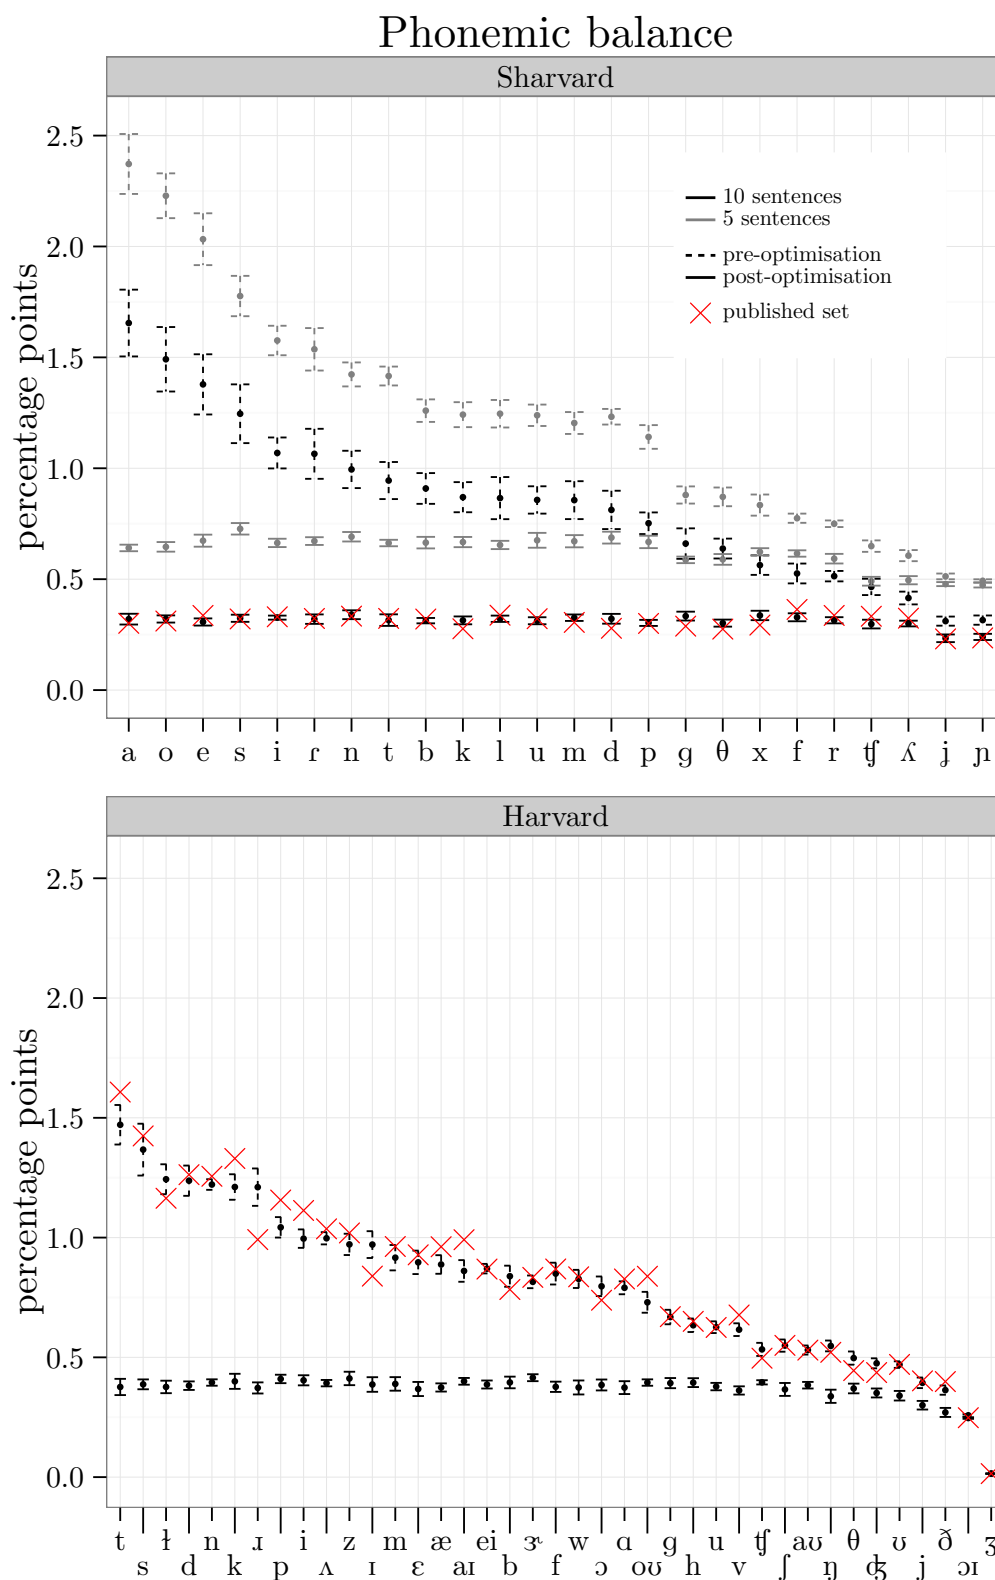 Phonemic balance
Sharvard
percentage points
2.5
2.0
1.5
1.0
0.5
0.0
10 sentences
5 sentences
pre-optimisation
post-optimisation
published set
a o e s i ɾ n t b k l u m d p ɡ θ x f r ʧ ʎ ʝ ɲ
Harvard
percentage points
2.5
2.0
1.5
1.0
0.5
0.0
t ɫ n ɹ i z m æ ei ɝ w ɑ g u ʧ aʊ θ ʊ ð ʒ
s d k p ʌ ɪ ɛ aɪ b f ɔ oʊ h v ʃ ŋ ʤ j ɔɪ